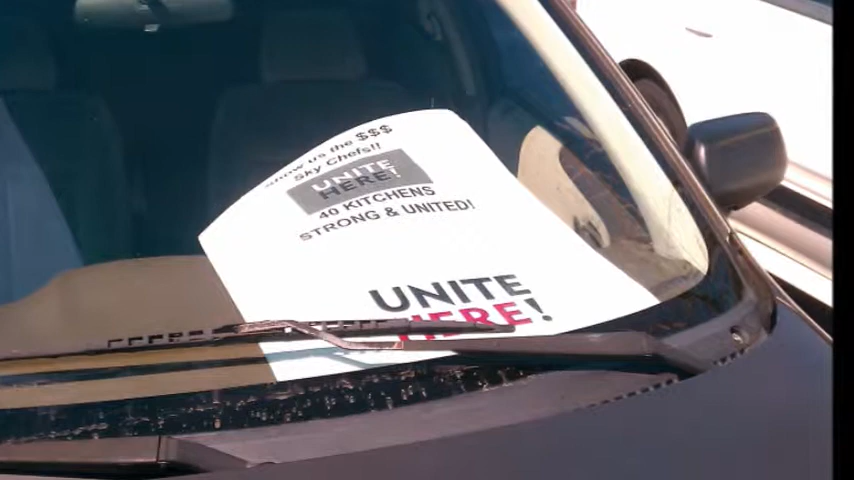 Show us the $$$
Sky Chefs!!
UNITE
HERE!
40 KITCHENS
STRONG & UNITED!
UNITE
HERE!